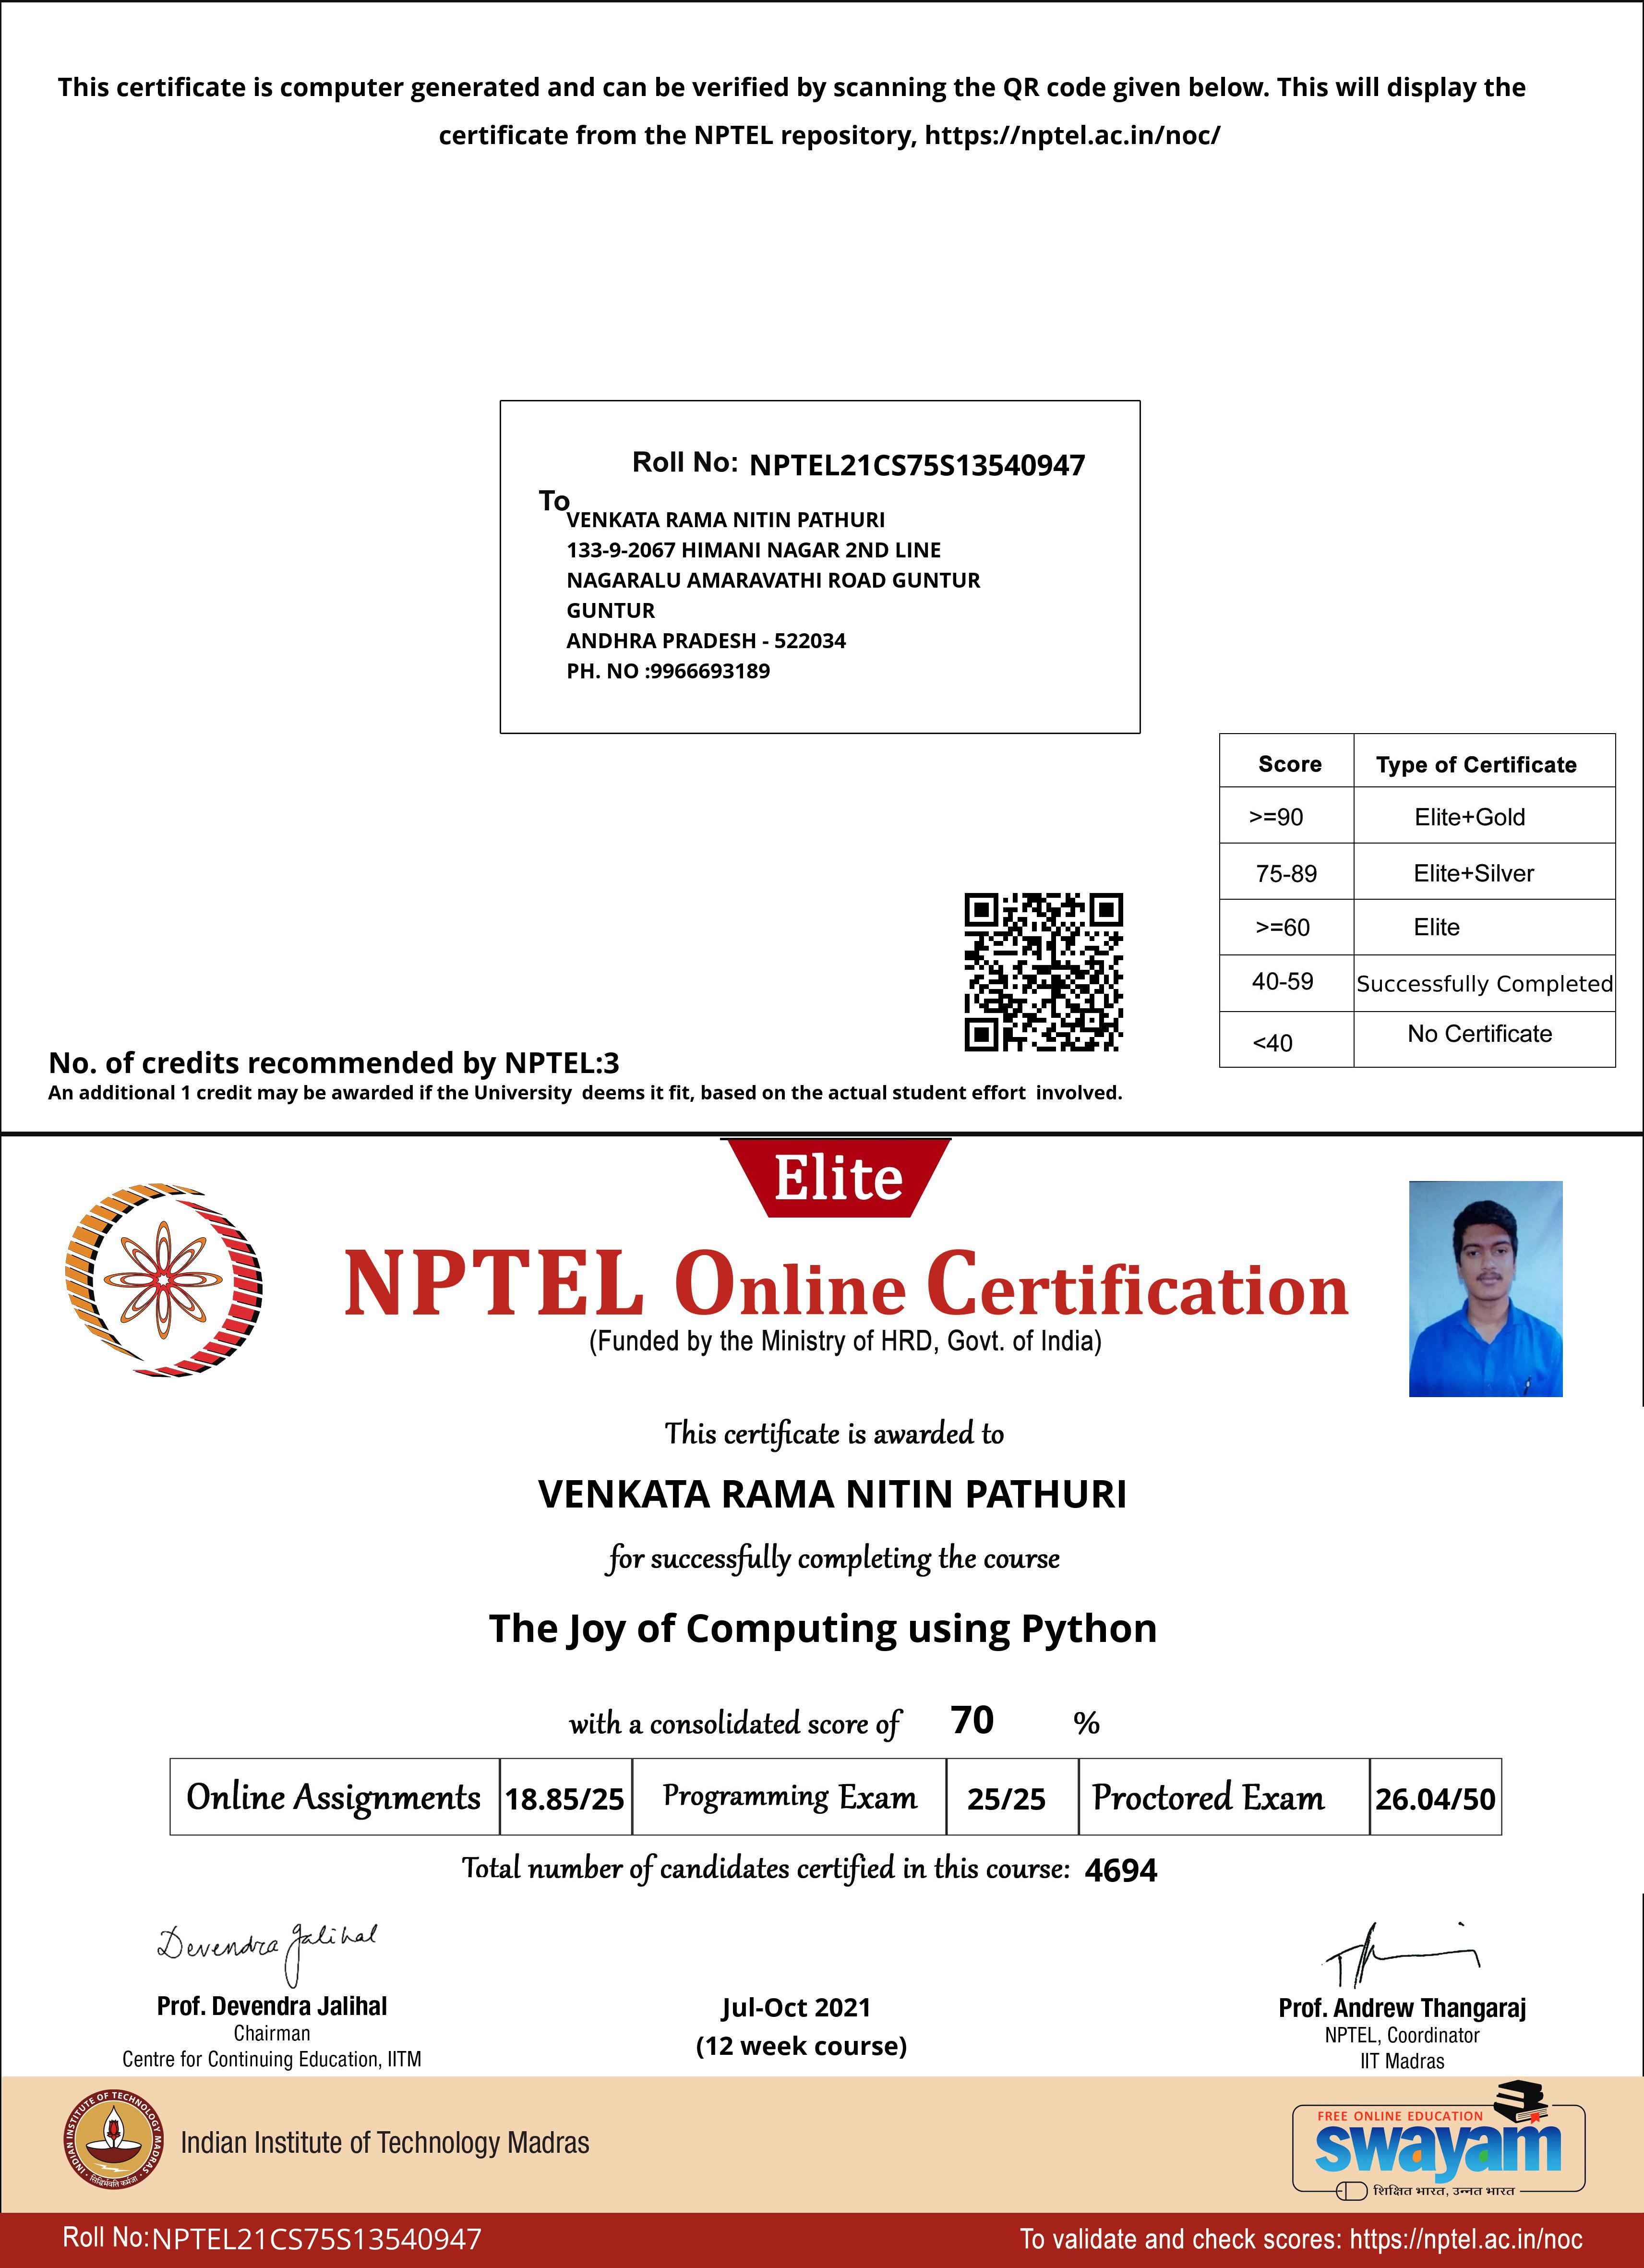 This certificate is computer generated and can be verified by scanning the QR code given below. This will display the
certificate from the NPTEL repository, https://nptel.ac.in/noc/
Roll No: NPTEL21CS75S13540947
To
VENKATA RAMA NITIN PATHURI
133-9-2067 HIMANI NAGAR 2ND LINE
NAGARALU AMARAVATHI ROAD GUNTUR
GUNTUR
ANDHRA PRADESH - 522034
PH. NO :9966693189
Score Type of Certificate
>=90 Elite+Gold
75-89 Elite+Silver
>=60 Elite
40-59 Successfully Completed
<40 No Certificate
No. of credits recommended by NPTEL:3
An additional 1 credit may be awarded if the University deems it fit, based on the actual student effort involved.
Elite
NPTEL Online Certification
(Funded by the Ministry of HRD, Govt. of India)
This certificate is awarded to
VENKATA RAMA NITIN PATHURI
for successfully completing the course
The Joy of Computing using Python
with a consolidated score of 70 %
Online Assignments 18.85/25 Programming Exam 25/25 Proctored Exam 26.04/50
Total number of candidates certified in this course: 4694
Devendra Jalihal
Prof. Devendra Jalihal
Chairman
Centre for Continuing Education, IITM
Jul-Oct 2021
(12 week course)
Prof. Andrew Thangaraj
NPTEL, Coordinator
IIT Madras
INDIAN INSTITUTE OF TECHNOLOGY MADRAS
सिद्धिर्भवति कर्मजा
Indian Institute of Technology Madras
FREE ONLINE EDUCATION
swayam
शिक्षित भारत, उन्नत भारत
Roll No: NPTEL21CS75S13540947
To validate and check scores: https://nptel.ac.in/noc